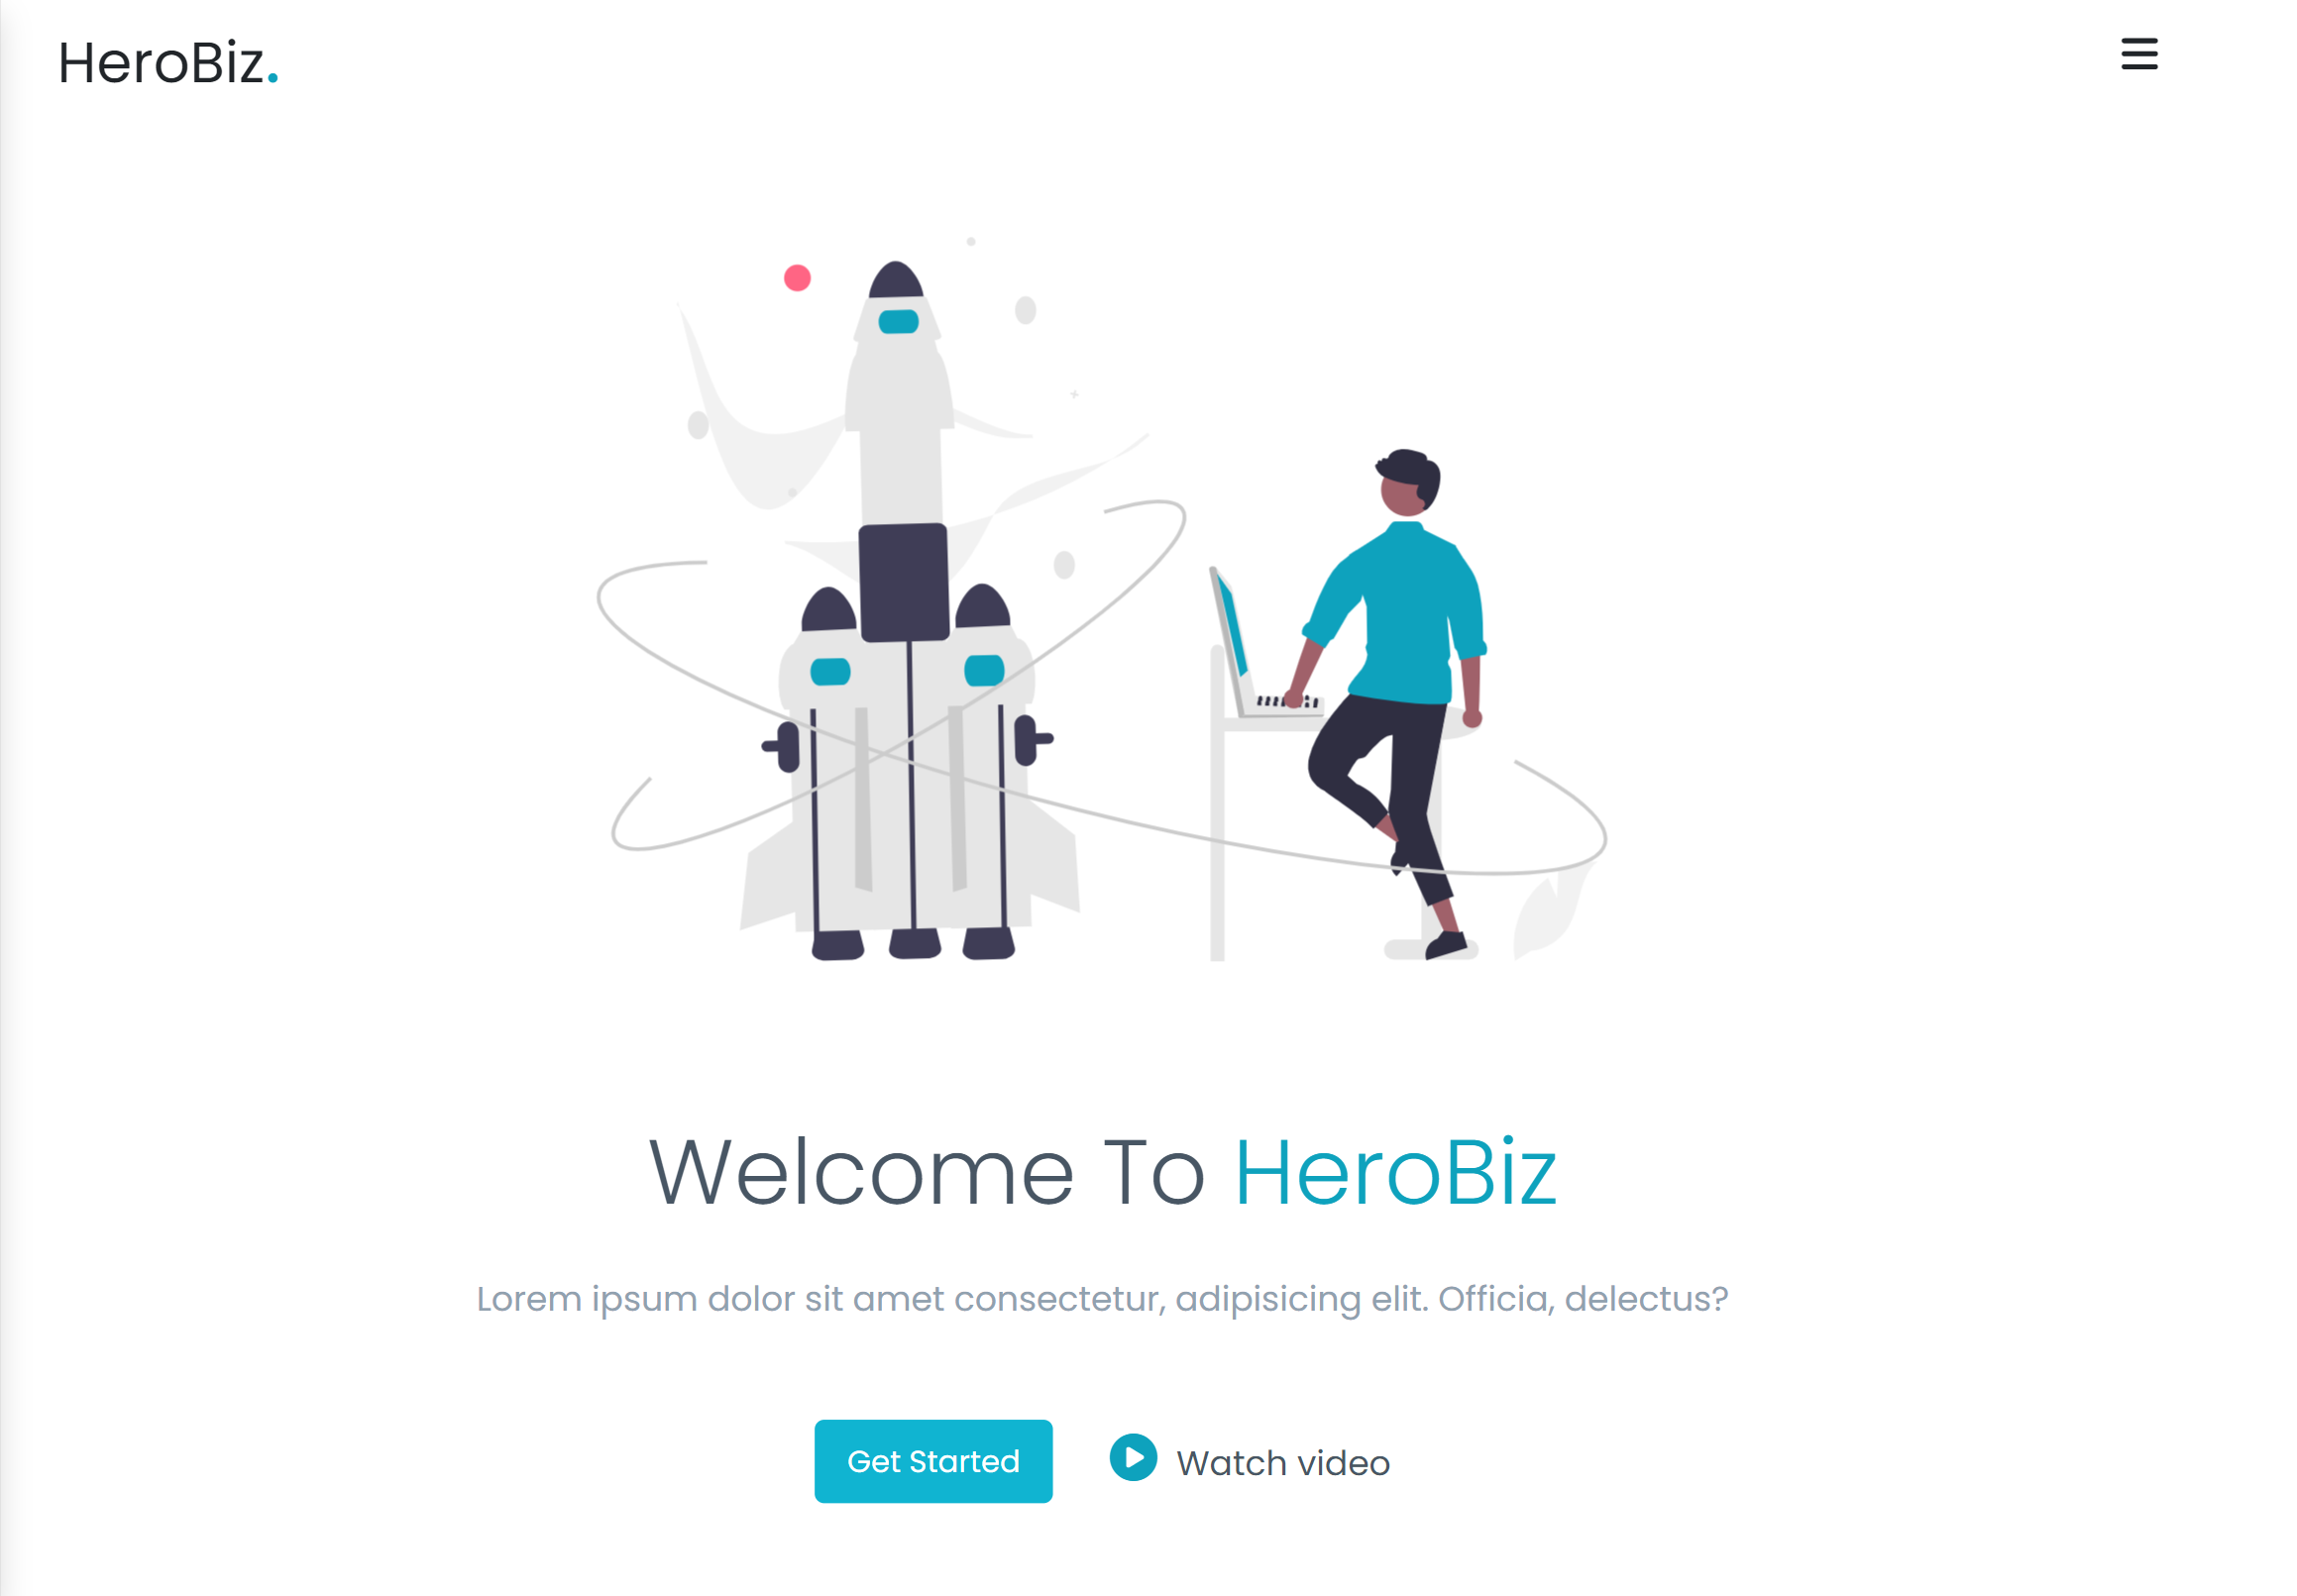 HeroBiz.
Welcome To HeroBiz
Lorem ipsum dolor sit amet consectetur, adipisicing elit. Officia, delectus?
Get Started
Watch video